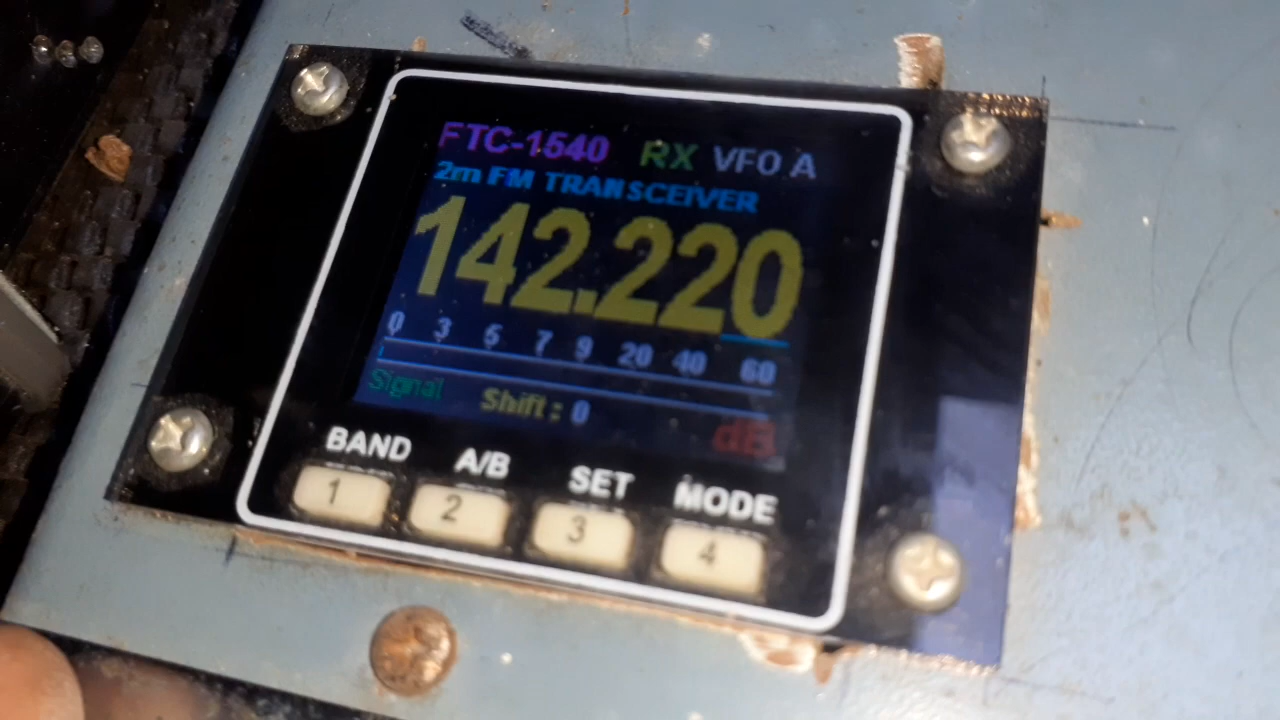 FTC-1540 RX VFO A
2m FM TRANSCEIVER
142.220
0 3 5 7 9 20 40 60
Signal Shift: 0 dB
BAND A/B SET MODE
1 2 3 4